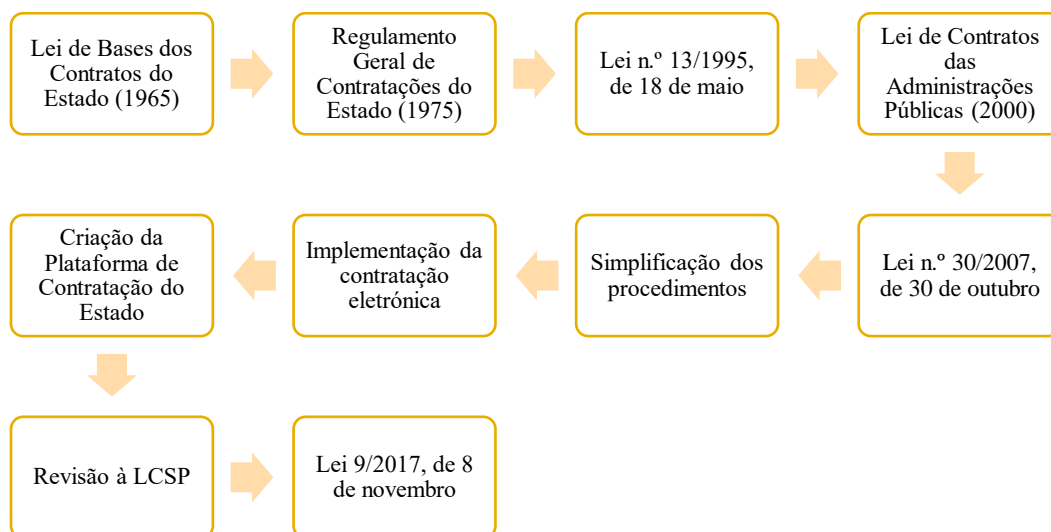 Lei de Bases dos
Contratos do
Estado (1965)
Regulamento
Geral de
Contratações do
Estado (1975)
Lei n.º 13/1995,
de 18 de maio
Lei de Contratos
das
Administrações
Públicas (2000)
Lei n.º 30/2007,
de 30 de outubro
Simplificação dos
procedimentos
Implementação da
contratação
eletrónica
Criação da
Plataforma de
Contratação do
Estado
Revisão à LCSP
Lei 9/2017, de 8
de novembro